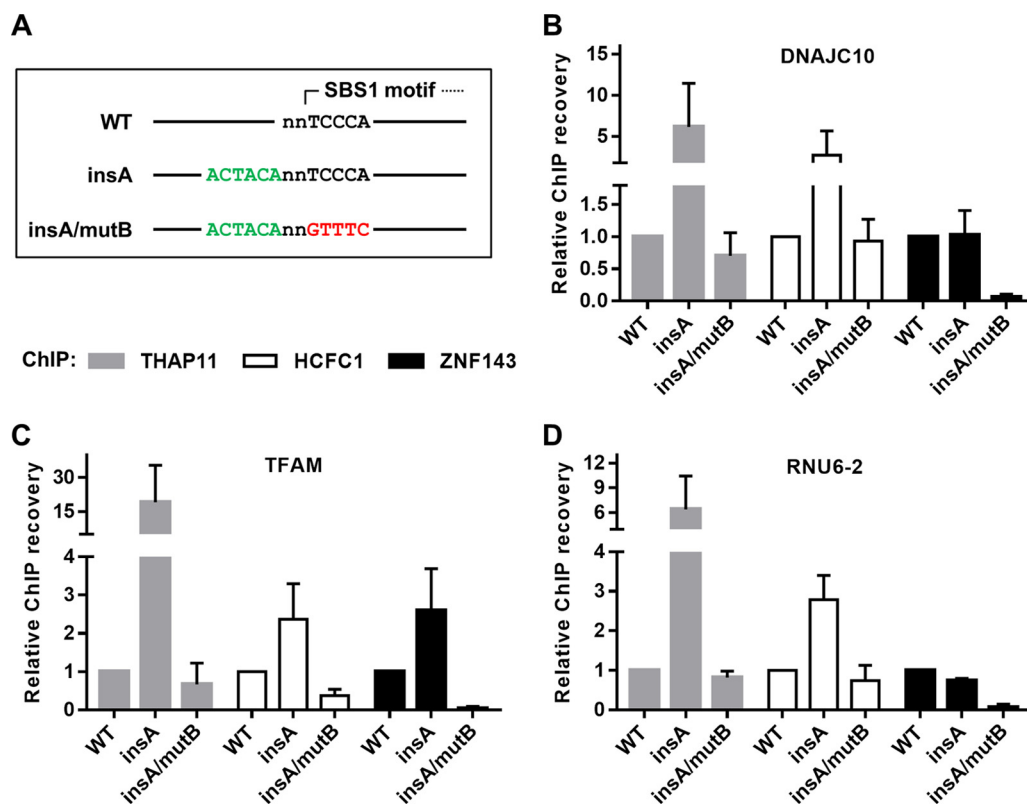 A
SBS1 motif
WT nnTCCCA
insA ACTACAnnTCCCA
insA/mutB ACTACAnnGTTTC
ChIP: THAP11 HCFC1 ZNF143
B
DNAJC10
Relative ChIP recovery
15
10
5
1.5
1.0
0.5
0.0
WT insA insA/mutB WT insA insA/mutB WT insA insA/mutB
C
TFAM
Relative ChIP recovery
30
15
4
3
2
1
0
WT insA insA/mutB WT insA insA/mutB WT insA insA/mutB
D
RNU6-2
Relative ChIP recovery
12
9
6
4
3
2
1
0
WT insA insA/mutB WT insA insA/mutB WT insA insA/mutB